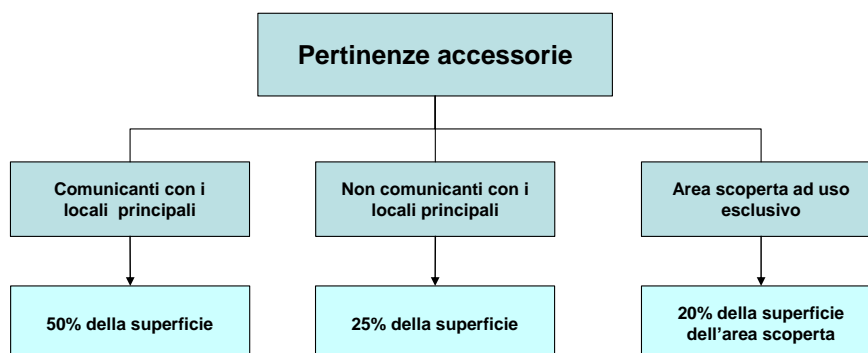 Pertinenze accessorie
Comunicanti con i
locali principali
Non comunicanti con i
locali principali
Area scoperta ad uso
esclusivo
50% della superficie
25% della superficie
20% della superficie
dell'area scoperta